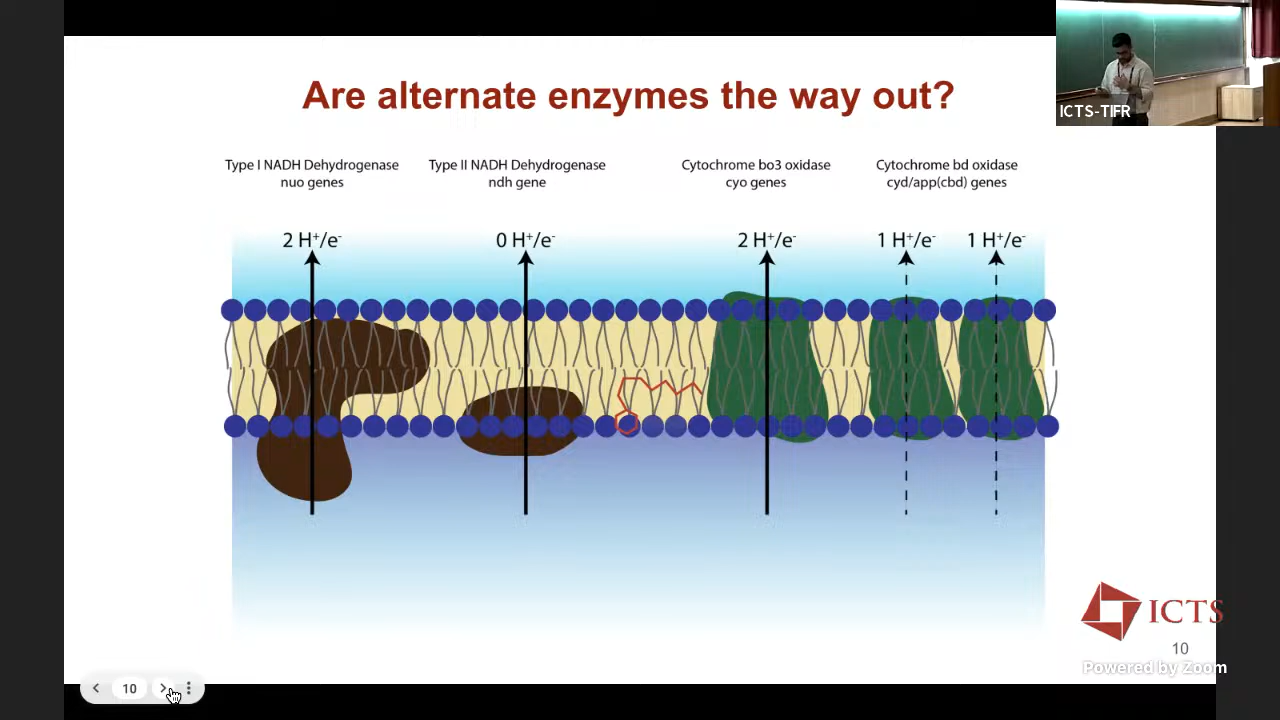 Are alternate enzymes the way out?
ICTS-TIFR
Type I NADH Dehydrogenase
nuo genes
Type II NADH Dehydrogenase
ndh gene
Cytochrome bo3 oxidase
cyo genes
Cytochrome bd oxidase
cyd/app(cbd) genes
2 H⁺/e⁻
0 H⁺/e⁻
2 H⁺/e⁻
1 H⁺/e⁻
1 H⁺/e⁻
ICTS
10
Powered by Zoom
10